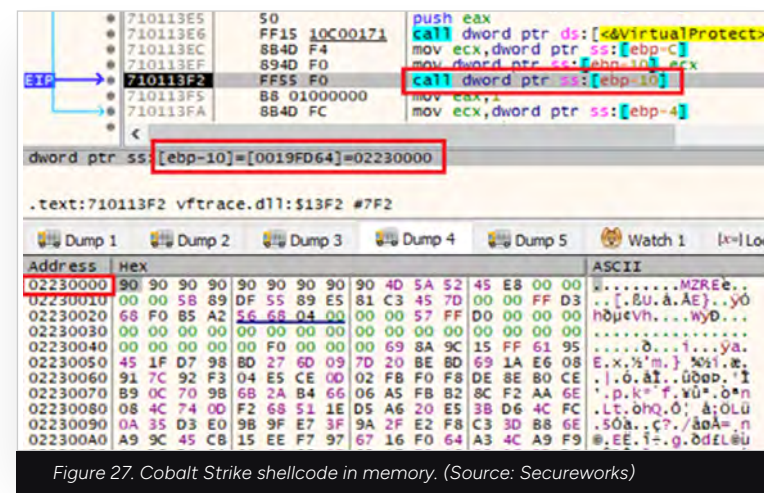 710113E5 50 push eax
710113E6 FF15 10C00171 call dword ptr ds:[<&VirtualProtect>
710113EC 8B4D F4 mov ecx,dword ptr ss:[ebp-C]
710113EF 894D F0 mov dword ptr ss:[ebp-10],ecx
EIP 710113F2 FF55 F0 call dword ptr ss:[ebp-10]
710113F5 B8 01000000 mov eax,1
710113FA 8B4D FC mov ecx,dword ptr ss:[ebp-4]
dword ptr ss:[ebp-10]=[0019FD64]=02230000
.text:710113F2 vftrace.dll:$13F2 #7F2
Dump 1 Dump 2 Dump 3 Dump 4 Dump 5 Watch 1 [x=] Loc
Address Hex ASCII
02230000 90 90 90 90 90 90 90 90 90 4D 5A 52 45 E8 00 00 .........MZREè..
02230010 00 00 5B 89 DF 55 89 E5 81 C3 45 7D 00 00 FF D3 ..[.ßU.å.ÃE}..ÿÓ
02230020 68 F0 B5 A2 56 68 04 00 00 00 57 FF D0 00 00 00 hðµ¢Vh....WÿÐ...
02230030 00 00 00 00 00 00 00 00 00 00 00 00 00 00 00 00 ................
02230040 00 00 00 00 00 F0 00 00 00 69 8A 9C 15 FF 61 95 .....ð...i...ÿa.
02230050 45 1F D7 98 BD 27 6D 09 7D 20 BE BD 69 1A E6 08 E.×.½'m.} ¾½i.æ.
02230060 91 7C 92 F3 04 E5 CE 0D 02 FB F0 F8 DE 8E B0 CE
02230070 B9 0C 70 9B 6B 2A B4 66 06 A5 FB B2 8C F2 AA 6E
02230080 08 4C 74 0D F2 68 51 1E D5 A6 20 E5 3B D6 4C FC
02230090 0A 35 D3 E0 9B 9F E7 3F 9A 2F E2 F8 C3 3D B8 6E
022300A0 A9 9C 45 CB 15 EE F7 97 67 16 F0 64 A3 4C A9 F9
Figure 27. Cobalt Strike shellcode in memory. (Source: Secureworks)